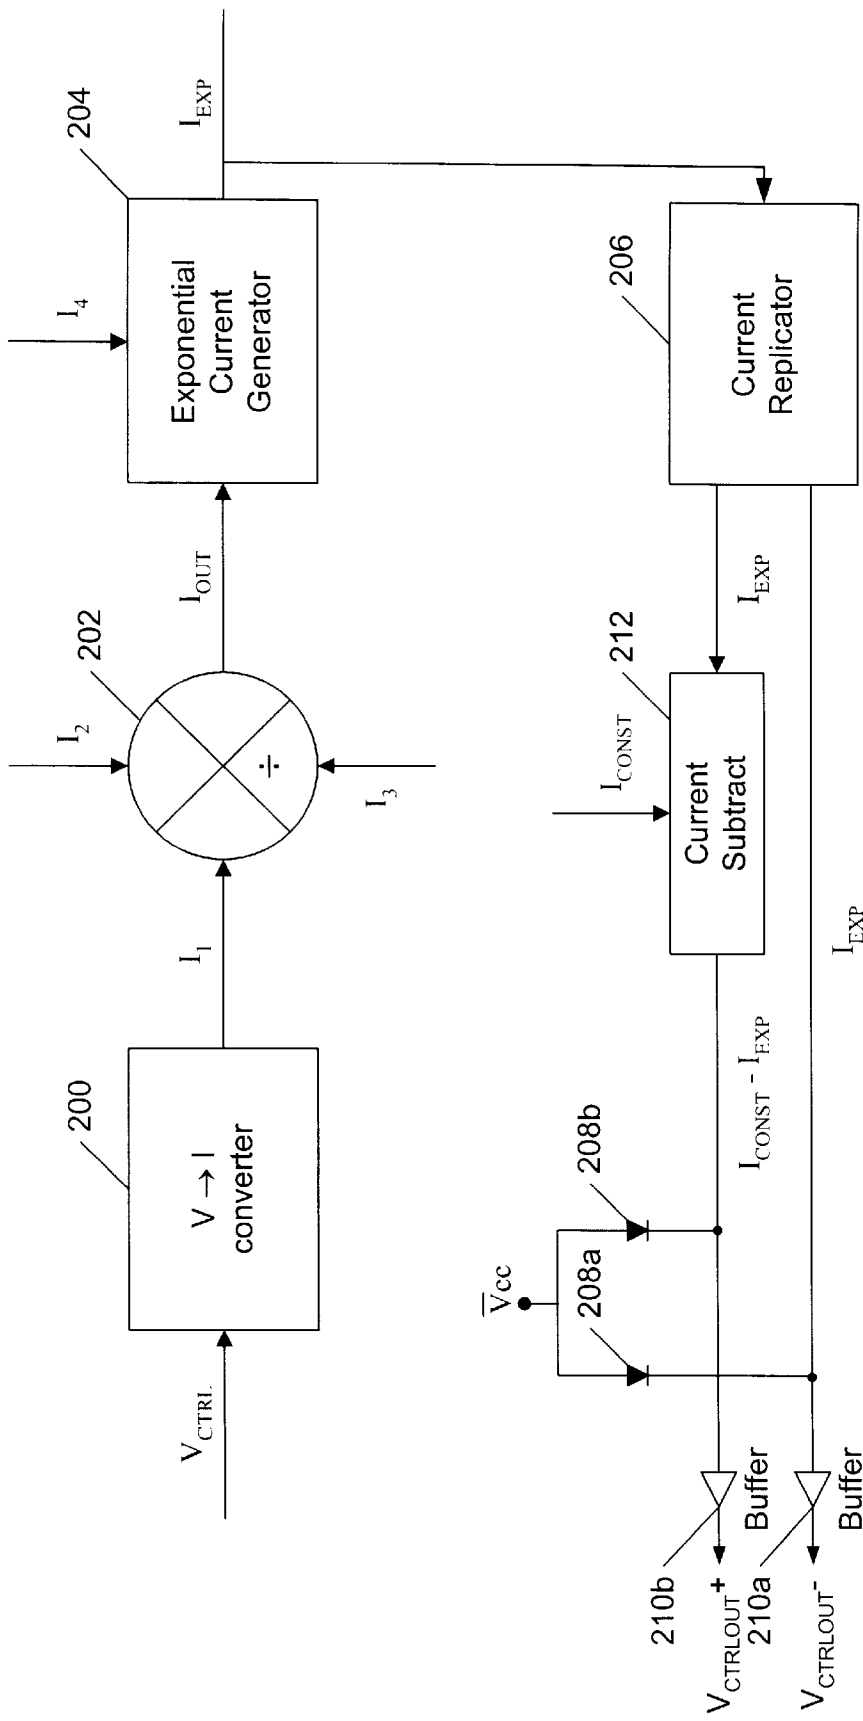 200
V → I
converter
V_CTRL
I_1
202
I_2
÷
I_3
I_OUT
204
I_4
Exponential
Current
Generator
I_EXP
206
Current
Replicator
I_EXP
212
I_CONST
Current
Subtract
I_EXP
I_CONST - I_EXP
208b
208a
Vcc
Buffer
Buffer
210b
210a
V_CTRLOUT+
V_CTRLOUT-